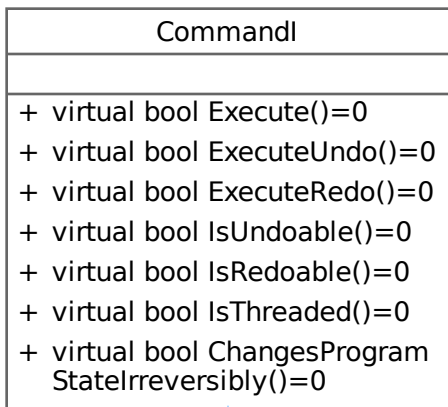 CommandI
+ virtual bool Execute()=0
+ virtual bool ExecuteUndo()=0
+ virtual bool ExecuteRedo()=0
+ virtual bool IsUndoable()=0
+ virtual bool IsRedoable()=0
+ virtual bool IsThreaded()=0
+ virtual bool ChangesProgram
StateIrreversibly()=0